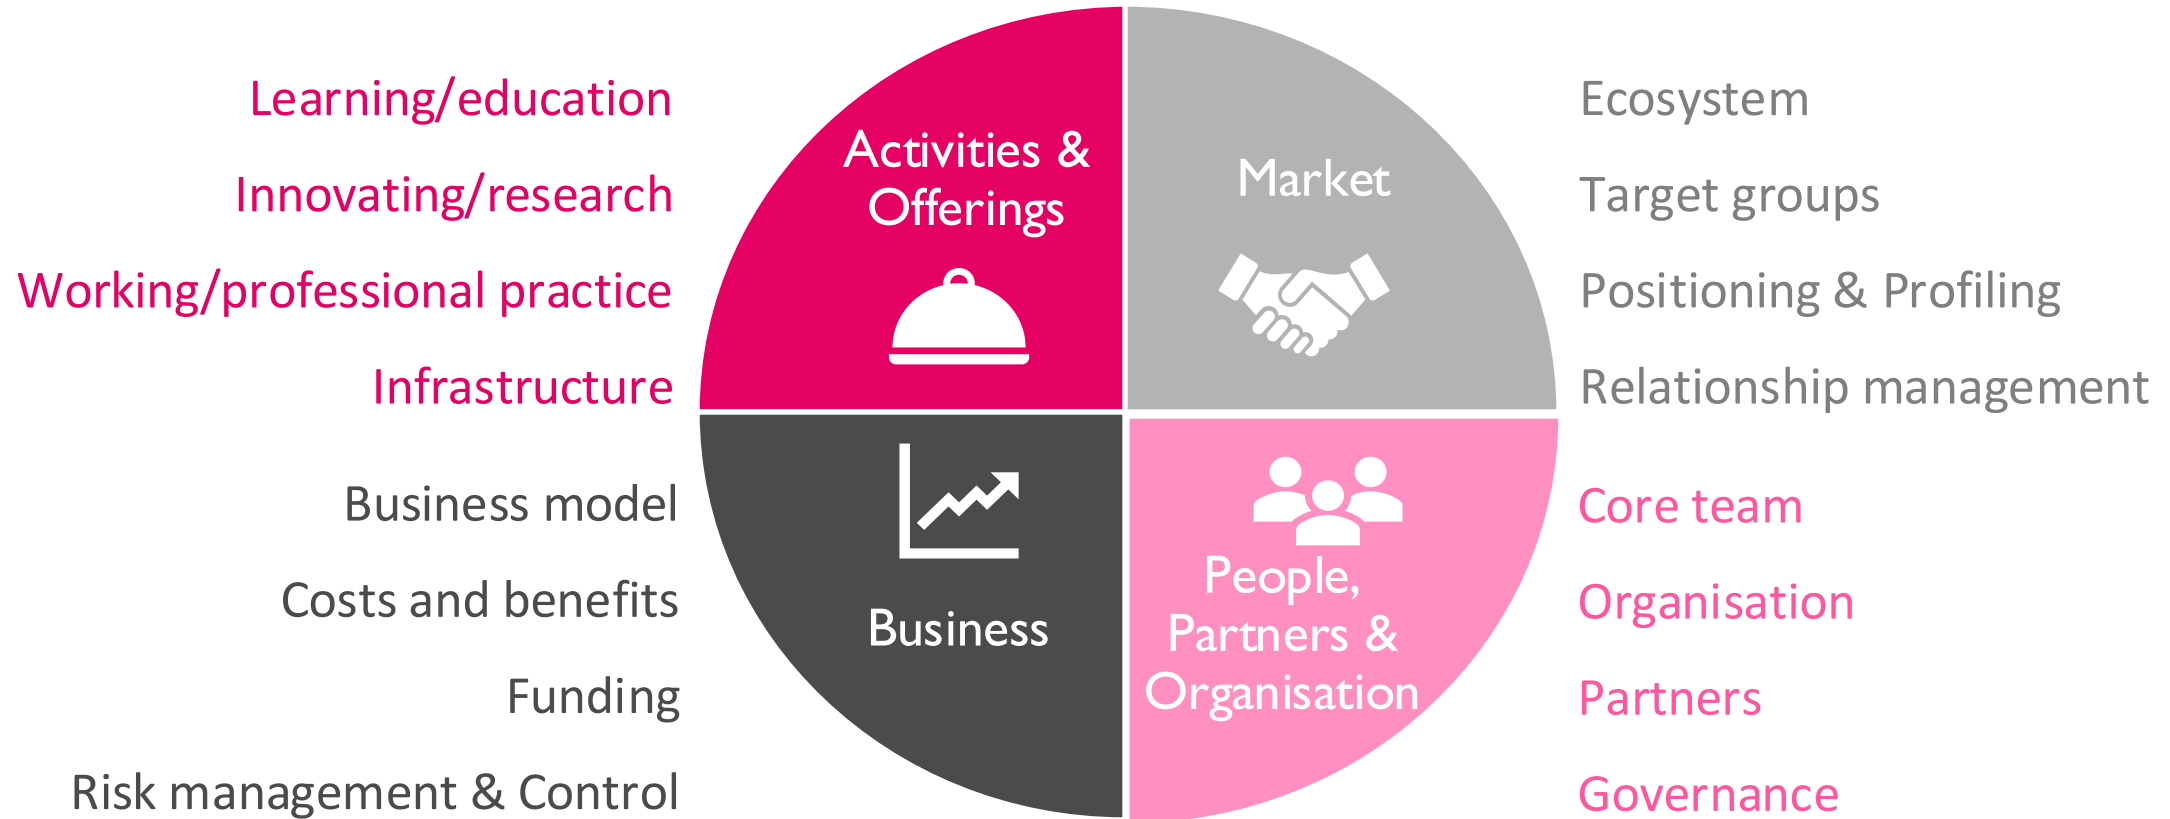 Learning/education
Innovating/research
Working/professional practice
Infrastructure
Activities &
Offerings
Market
Ecosystem
Target groups
Positioning & Profiling
Relationship management
Business model
Costs and benefits
Funding
Risk management & Control
Business
People,
Partners &
Organisation
Core team
Organisation
Partners
Governance